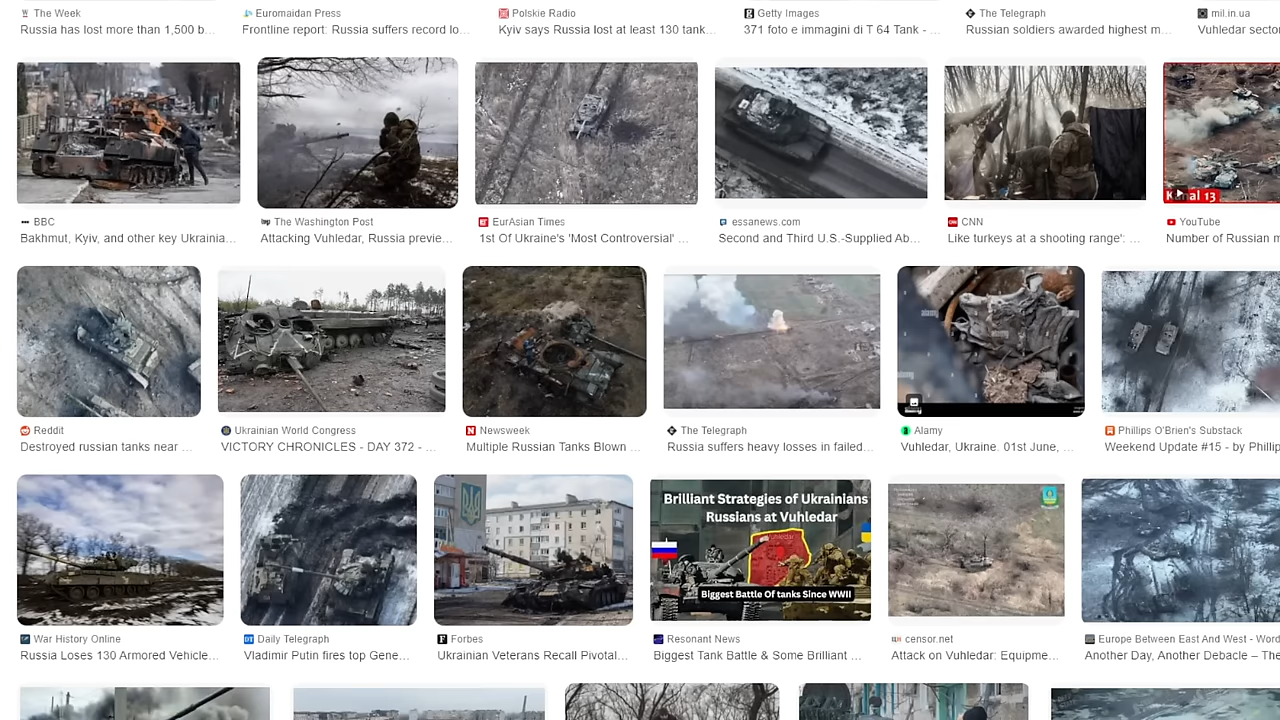 The Week
Russia has lost more than 1,500 b...
Euromaidan Press
Frontline report: Russia suffers record lo...
Polskie Radio
Kyiv says Russia lost at least 130 tank...
Getty Images
371 foto e immagini di T 64 Tank - ...
The Telegraph
Russian soldiers awarded highest m...
mil.in.ua
Vuhledar secto
Kanal 13
BBC
Bakhmut, Kyiv, and other key Ukrainia...
The Washington Post
Attacking Vuhledar, Russia previe...
EurAsian Times
1st Of Ukraine's 'Most Controversial' ...
essanews.com
Second and Third U.S.-Supplied Ab...
CNN
Like turkeys at a shooting range': ...
YouTube
Number of Russian m
Reddit
Destroyed russian tanks near ...
Ukrainian World Congress
VICTORY CHRONICLES - DAY 372 - ...
Newsweek
Multiple Russian Tanks Blown ...
The Telegraph
Russia suffers heavy losses in failed...
Alamy
Vuhledar, Ukraine. 01st June, ...
Phillips O'Brien's Substack
Weekend Update #15 - by Phillip
Brilliant Strategies of Ukrainians
Russians at Vuhledar
Vuhledar
Biggest Battle Of tanks Since WWII
War History Online
Russia Loses 130 Armored Vehicle...
Daily Telegraph
Vladimir Putin fires top Gene...
Forbes
Ukrainian Veterans Recall Pivotal...
Resonant News
Biggest Tank Battle & Some Brilliant ...
censor.net
Attack on Vuhledar: Equipme...
Europe Between East And West - Word
Another Day, Another Debacle – The